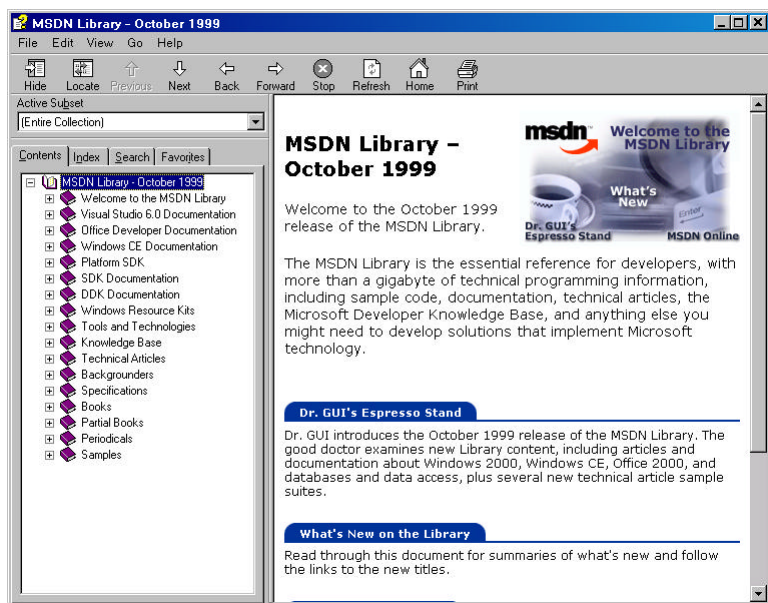 MSDN Library - October 1999
File Edit View Go Help
Hide Locate Previous Next Back Forward Stop Refresh Home Print
Active Subset
(Entire Collection)
Contents Index Search Favorites
MSDN Library - October 1999
Welcome to the MSDN Library
Visual Studio 6.0 Documentation
Office Developer Documentation
Windows CE Documentation
Platform SDK
SDK Documentation
DDK Documentation
Windows Resource Kits
Tools and Technologies
Knowledge Base
Technical Articles
Backgrounders
Specifications
Books
Partial Books
Periodicals
Samples
MSDN Library –
October 1999
msdn™
Welcome to the
MSDN Library
What's
New
Enter
Dr. GUI's
Espresso Stand
MSDN Online
Welcome to the October 1999
release of the MSDN Library.
The MSDN Library is the essential reference for developers, with
more than a gigabyte of technical programming information,
including sample code, documentation, technical articles, the
Microsoft Developer Knowledge Base, and anything else you
might need to develop solutions that implement Microsoft
technology.
Dr. GUI's Espresso Stand
Dr. GUI introduces the October 1999 release of the MSDN Library. The
good doctor examines new Library content, including articles and
documentation about Windows 2000, Windows CE, Office 2000, and
databases and data access, plus several new technical article sample
suites.
What's New on the Library
Read through this document for summaries of what's new and follow
the links to the new titles.